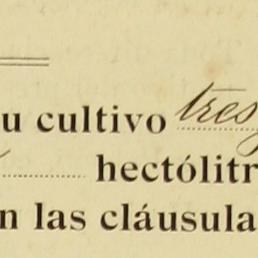 u cultivo tres
hectólitr
n las cláusula